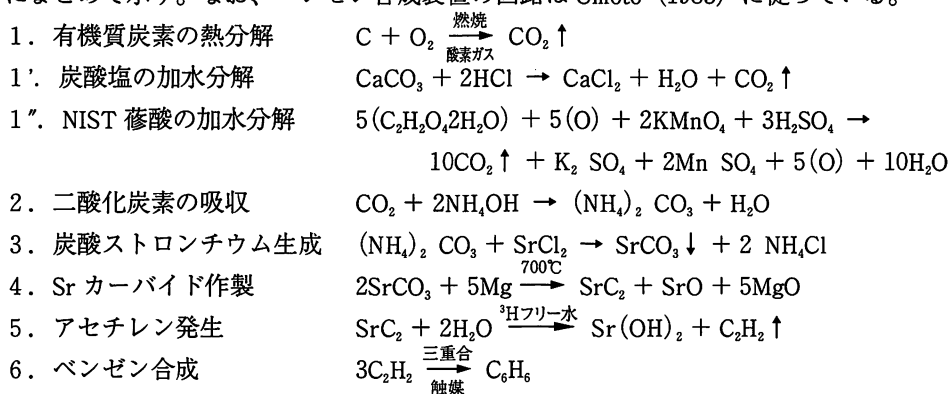 にまとめて示す。なお、ベンゼン合成装置の回路は Omoto (1983) に従っている。
1. 有機質炭素の熱分解 C + O₂ 燃焼→酸素ガス CO₂↑
1′. 炭酸塩の加水分解 CaCO₃ + 2HCl → CaCl₂ + H₂O + CO₂↑
1″. NIST 蓚酸の加水分解 5(C₂H₂O₄2H₂O) + 5(O) + 2KMnO₄ + 3H₂SO₄ →
10CO₂↑ + K₂ SO₄ + 2Mn SO₄ + 5(O) + 10H₂O
2. 二酸化炭素の吸収 CO₂ + 2NH₄OH → (NH₄)₂ CO₃ + H₂O
3. 炭酸ストロンチウム生成 (NH₄)₂ CO₃ + SrCl₂ → SrCO₃↓ + 2 NH₄Cl
4. Sr カーバイド作製 2SrCO₃ + 5Mg 700℃→ SrC₂ + SrO + 5MgO
5. アセチレン発生 SrC₂ + 2H₂O ³Hフリー水→ Sr(OH)₂ + C₂H₂↑
6. ベンゼン合成 3C₂H₂ 三重合→触媒 C₆H₆